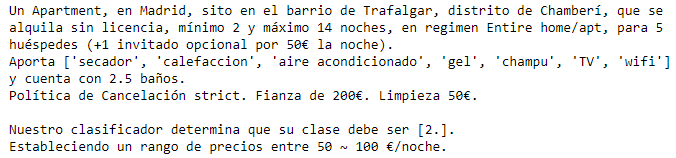 Un Apartment, en Madrid, sito en el barrio de Trafalgar, distrito de Chamberí, que se
alquila sin licencia, mínimo 2 y máximo 14 noches, en regimen Entire home/apt, para 5
huéspedes (+1 invitado opcional por 50€ la noche).
Aporta ['secador', 'calefaccion', 'aire acondicionado', 'gel', 'champu', 'TV', 'wifi']
y cuenta con 2.5 baños.
Política de Cancelación strict. Fianza de 200€. Limpieza 50€.

Nuestro clasificador determina que su clase debe ser [2.].
Estableciendo un rango de precios entre 50 ~ 100 €/noche.